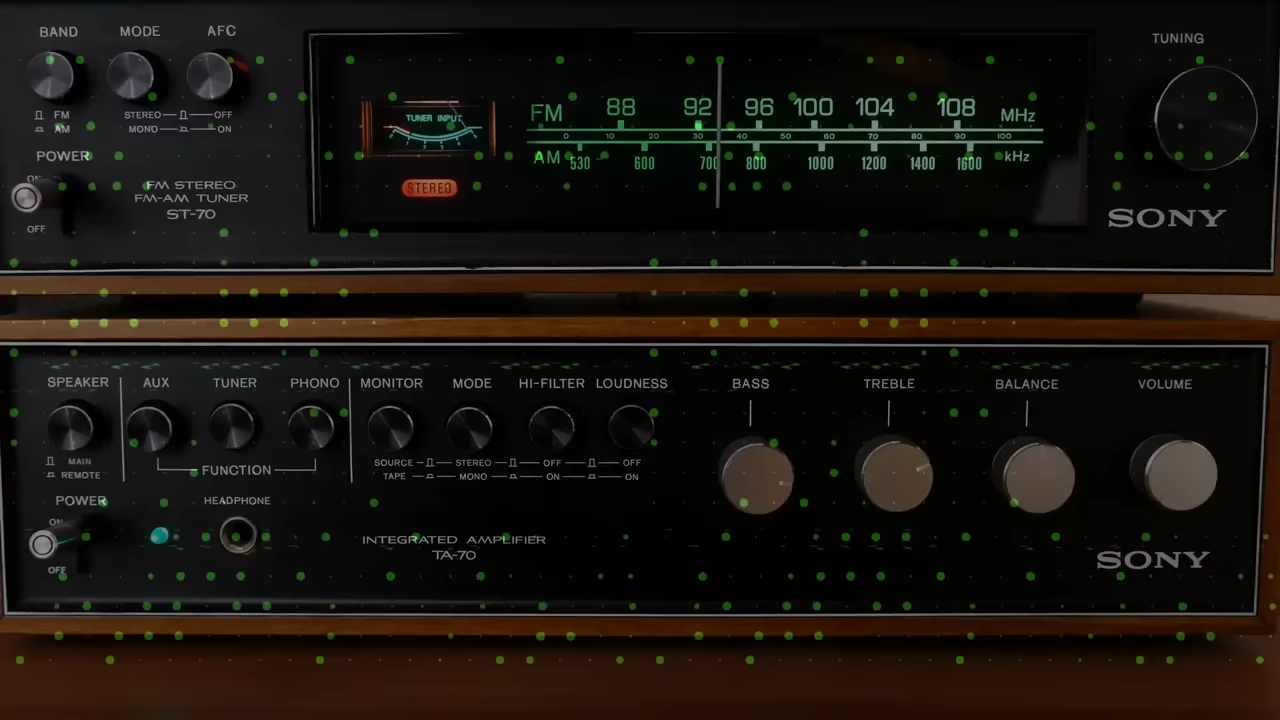 BAND MODE AFC
TUNING
FM 88 92 96 100 104 108 MHz
TUNER INPUT
FM STEREO OFF
AM MONO ON
0 10 20 30 40 50 60 70 80 90 100
AM 530 600 700 800 1000 1200 1400 1600 kHz
POWER
ON
STEREO
FM STEREO
FM-AM TUNER
ST-70
OFF
SONY
SPEAKER AUX TUNER PHONO MONITOR MODE HI-FILTER LOUDNESS BASS TREBLE BALANCE VOLUME
MAIN SOURCE STEREO OFF OFF
REMOTE FUNCTION TAPE MONO ON ON
POWER HEADPHONE
ON
INTEGRATED AMPLIFIER
TA-70
OFF
SONY